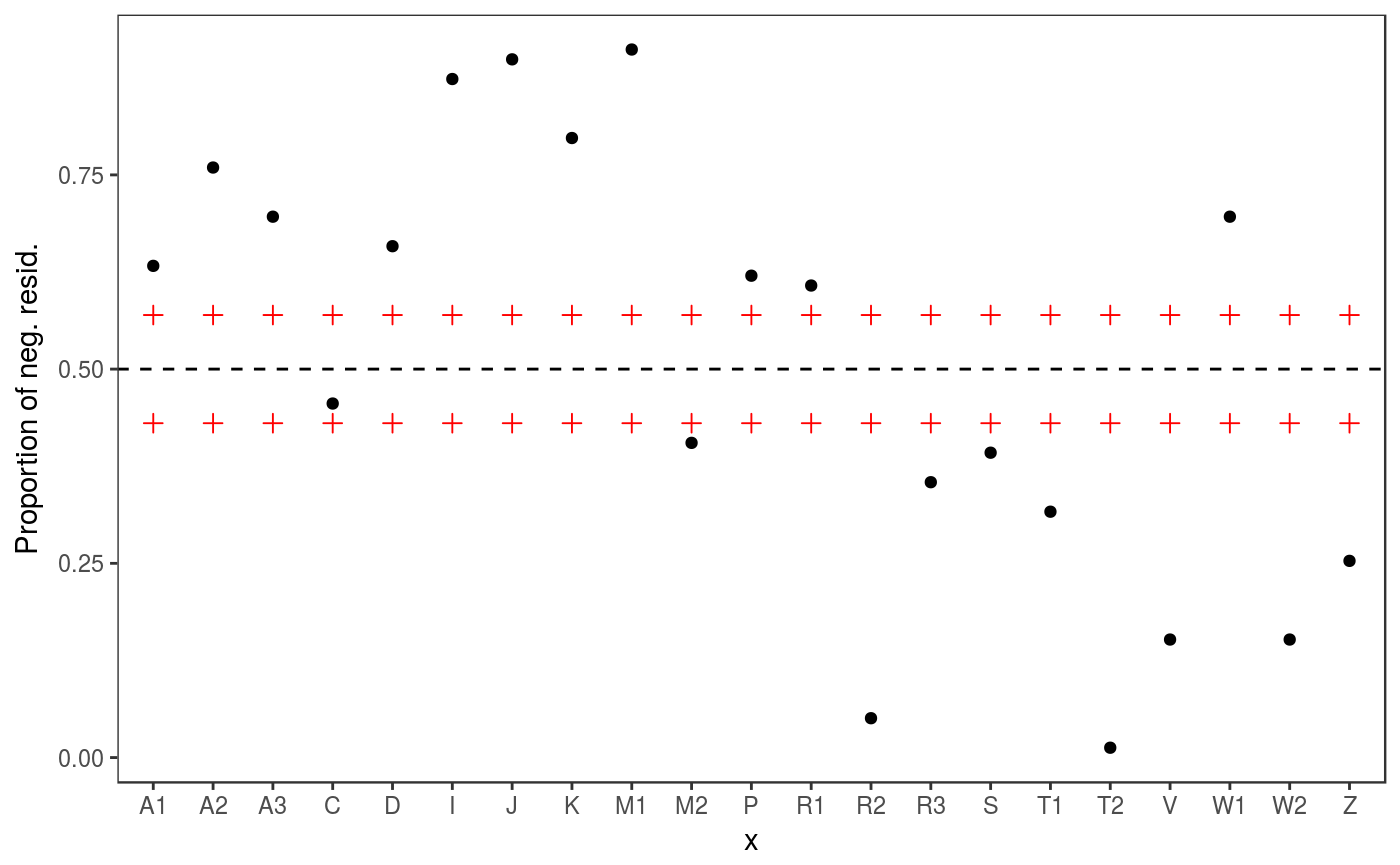 Proportion of neg. resid.
0.75
0.50
0.25
0.00
A1 A2 A3 C D I J K M1 M2 P R1 R2 R3 S T1 T2 V W1 W2 Z
x